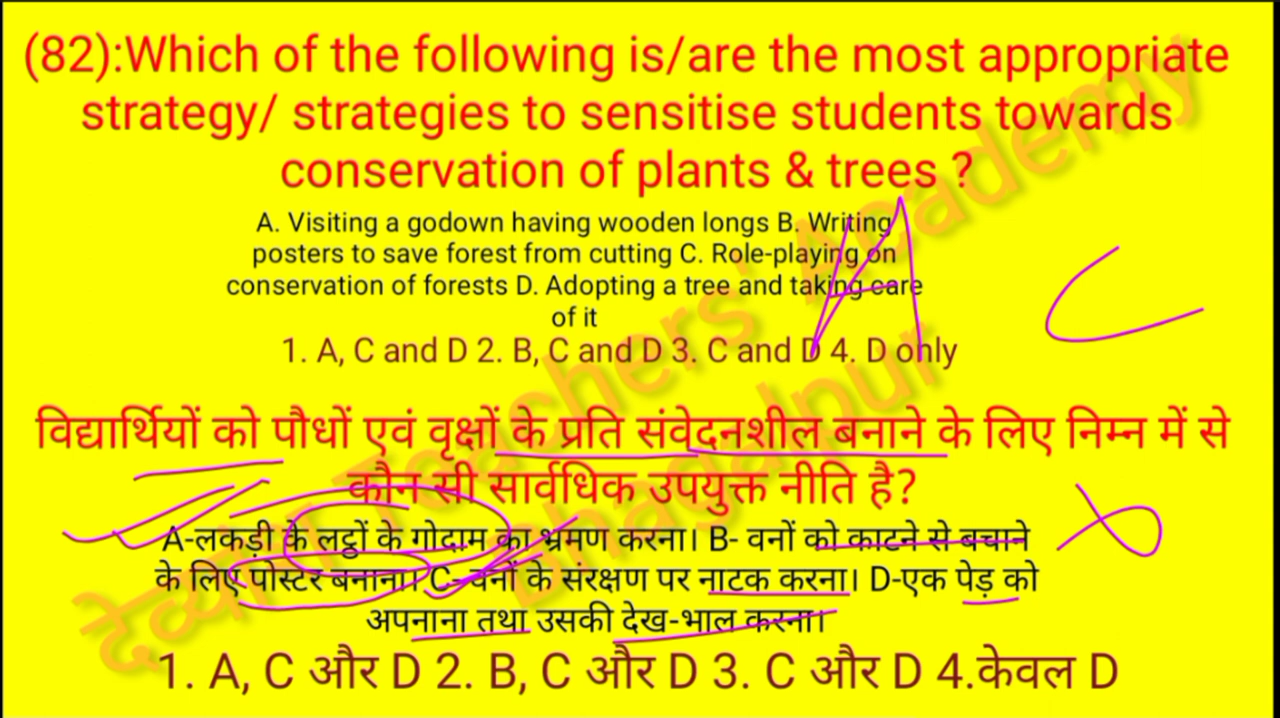 (82):Which of the following is/are the most appropriate
strategy/ strategies to sensitise students towards
conservation of plants & trees ?
A. Visiting a godown having wooden longs B. Writing
posters to save forest from cutting C. Role-playing on
conservation of forests D. Adopting a tree and taking care
of it
1. A, C and D 2. B, C and D 3. C and D 4. D only
A
C
विद्यार्थियों को पौधों एवं वृक्षों के प्रति संवेदनशील बनाने के लिए निम्न में से
कौन सी सार्वधिक उपयुक्त नीति है?
A-लकड़ी के लट्ठों के गोदाम का भ्रमण करना। B- वनों को काटने से बचाने
के लिए पोस्टर बनाना। C- वनों के संरक्षण पर नाटक करना। D-एक पेड़ को
अपनाना तथा उसकी देख-भाल करना।
1. A, C और D 2. B, C और D 3. C और D 4.केवल D
Teachers' Academy
Bhagalpur